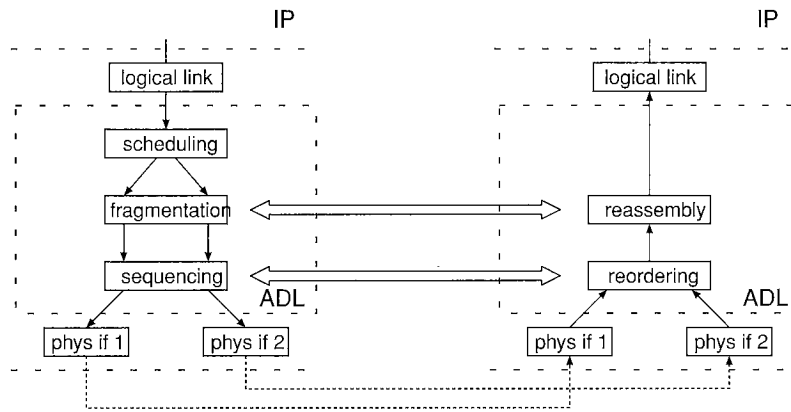 IP
IP
logical link
logical link
scheduling
fragmentation
reassembly
sequencing
reordering
ADL
ADL
phys if 1
phys if 2
phys if 1
phys if 2